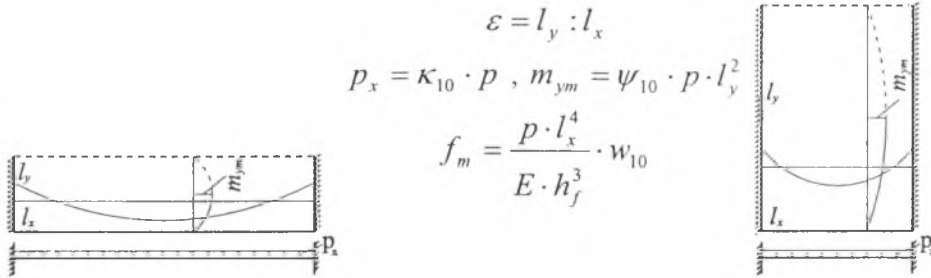 ε = l_y : l_x
p_x = κ_10 · p , m_ym = ψ_10 · p · l_y^2
f_m = \frac{p · l_x^4}{E · h_f^3} · w_10
l_y
m_ym
l_x
p_x
l_y
m_ym
l_x